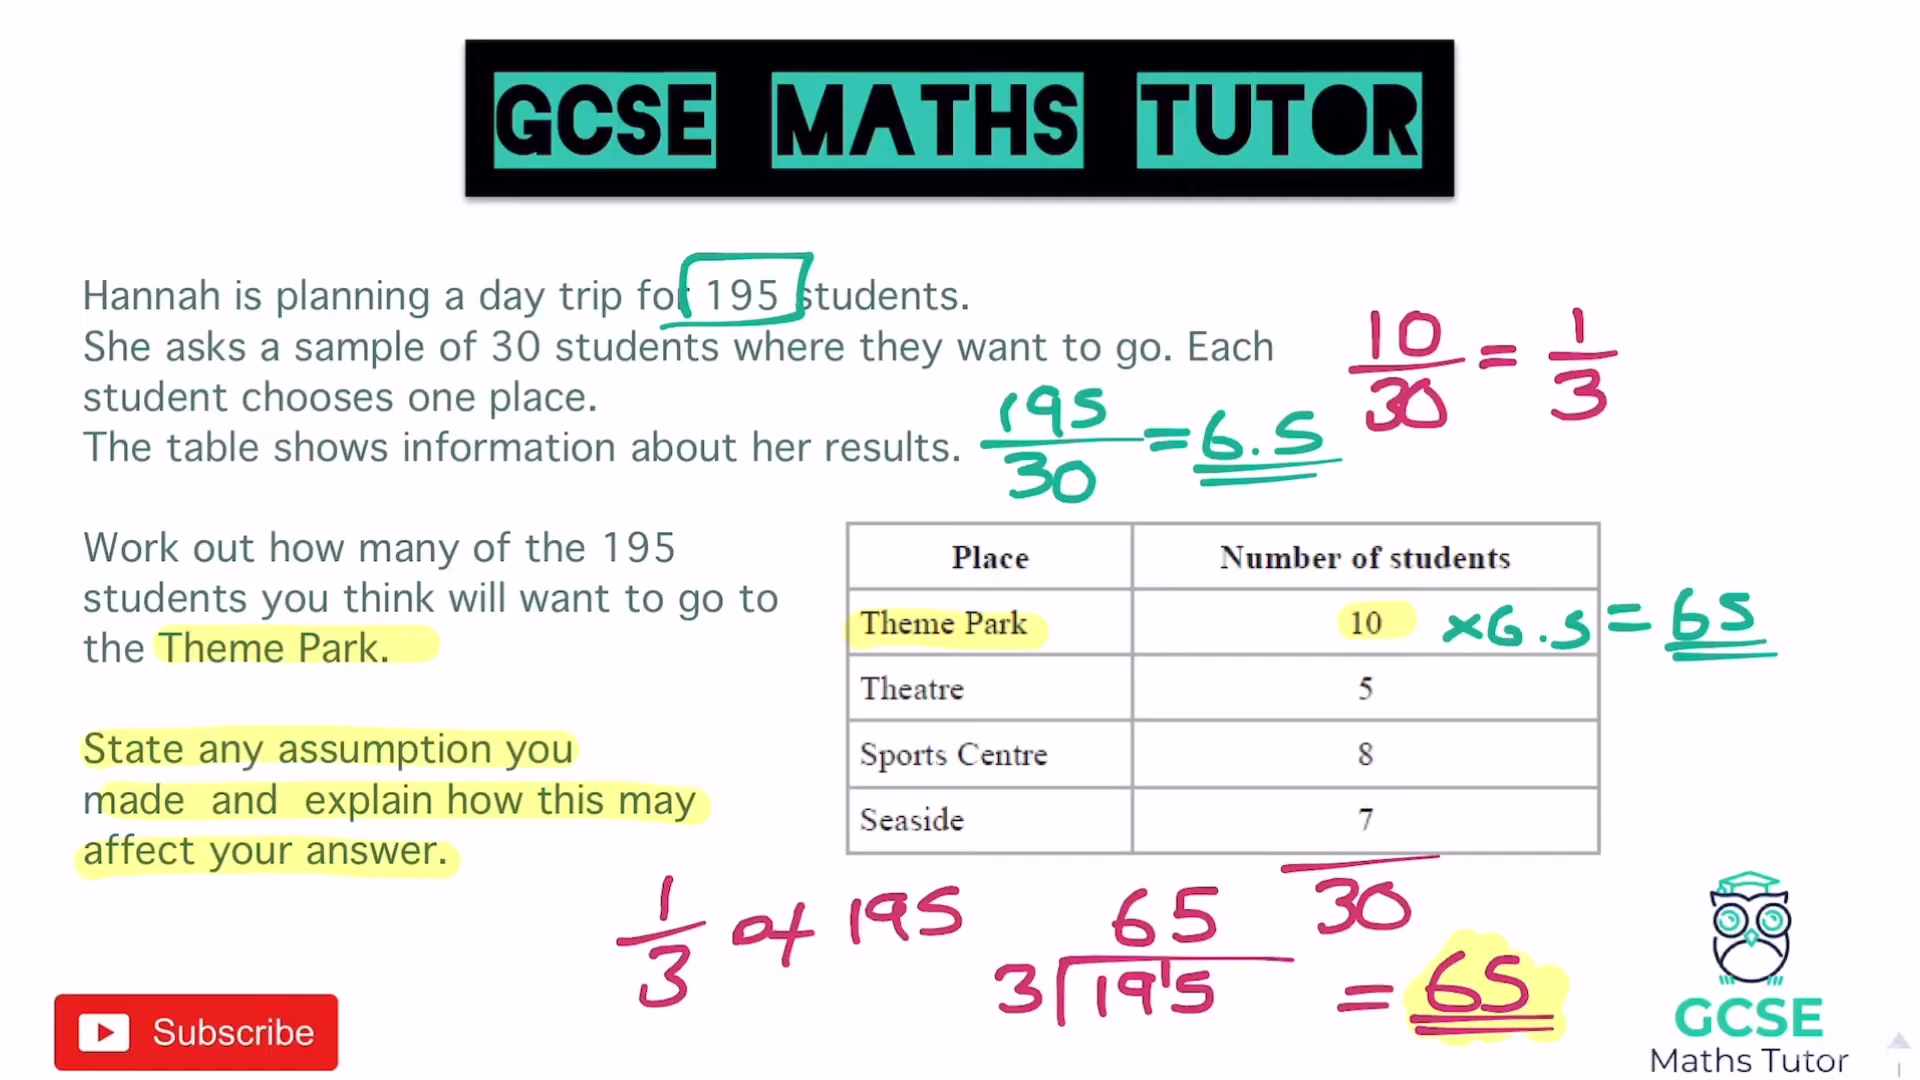 GCSE MATHS TUTOR
Hannah is planning a day trip for 195 students.
She asks a sample of 30 students where they want to go. Each
student chooses one place.
The table shows information about her results.
10/30 = 1/3
195/30 = 6.5
Work out how many of the 195
students you think will want to go to
the Theme Park.
State any assumption you
made and explain how this may
affect your answer.
Place Number of students
Theme Park 10 ×6.5 = 65
Theatre 5
Sports Centre 8
Seaside 7
30
1/3 of 195
65
3 19¹5 = 65
Subscribe
GCSE
Maths Tutor